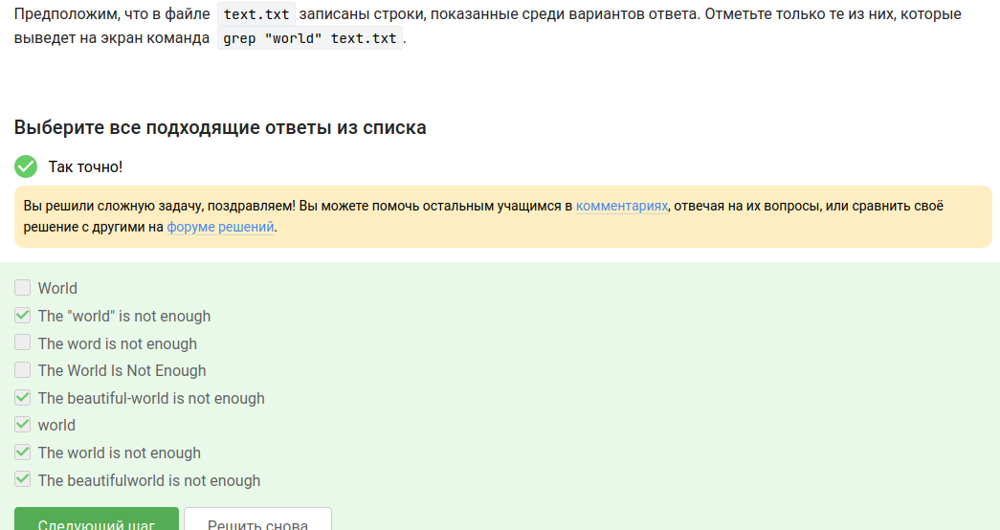 Предположим, что в файле text.txt записаны строки, показанные среди вариантов ответа. Отметьте только те из них, которые
выведет на экран команда grep "world" text.txt.
Выберите все подходящие ответы из списка
Так точно!
Вы решили сложную задачу, поздравляем! Вы можете помочь остальным учащимся в комментариях, отвечая на их вопросы, или сравнить своё
решение с другими на форуме решений.
World
The "world" is not enough
The word is not enough
The World Is Not Enough
The beautiful-world is not enough
world
The world is not enough
The beautifulworld is not enough
Следующий шаг Решить снова